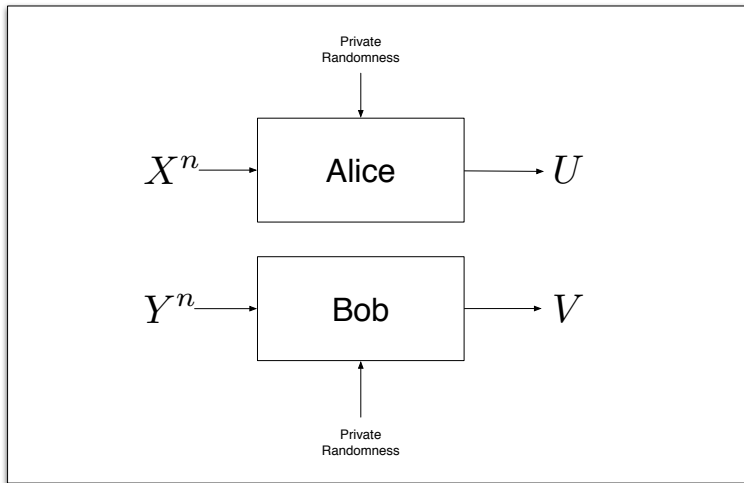 Private
Randomness
X^n
Alice
U
Y^n
Bob
V
Private
Randomness